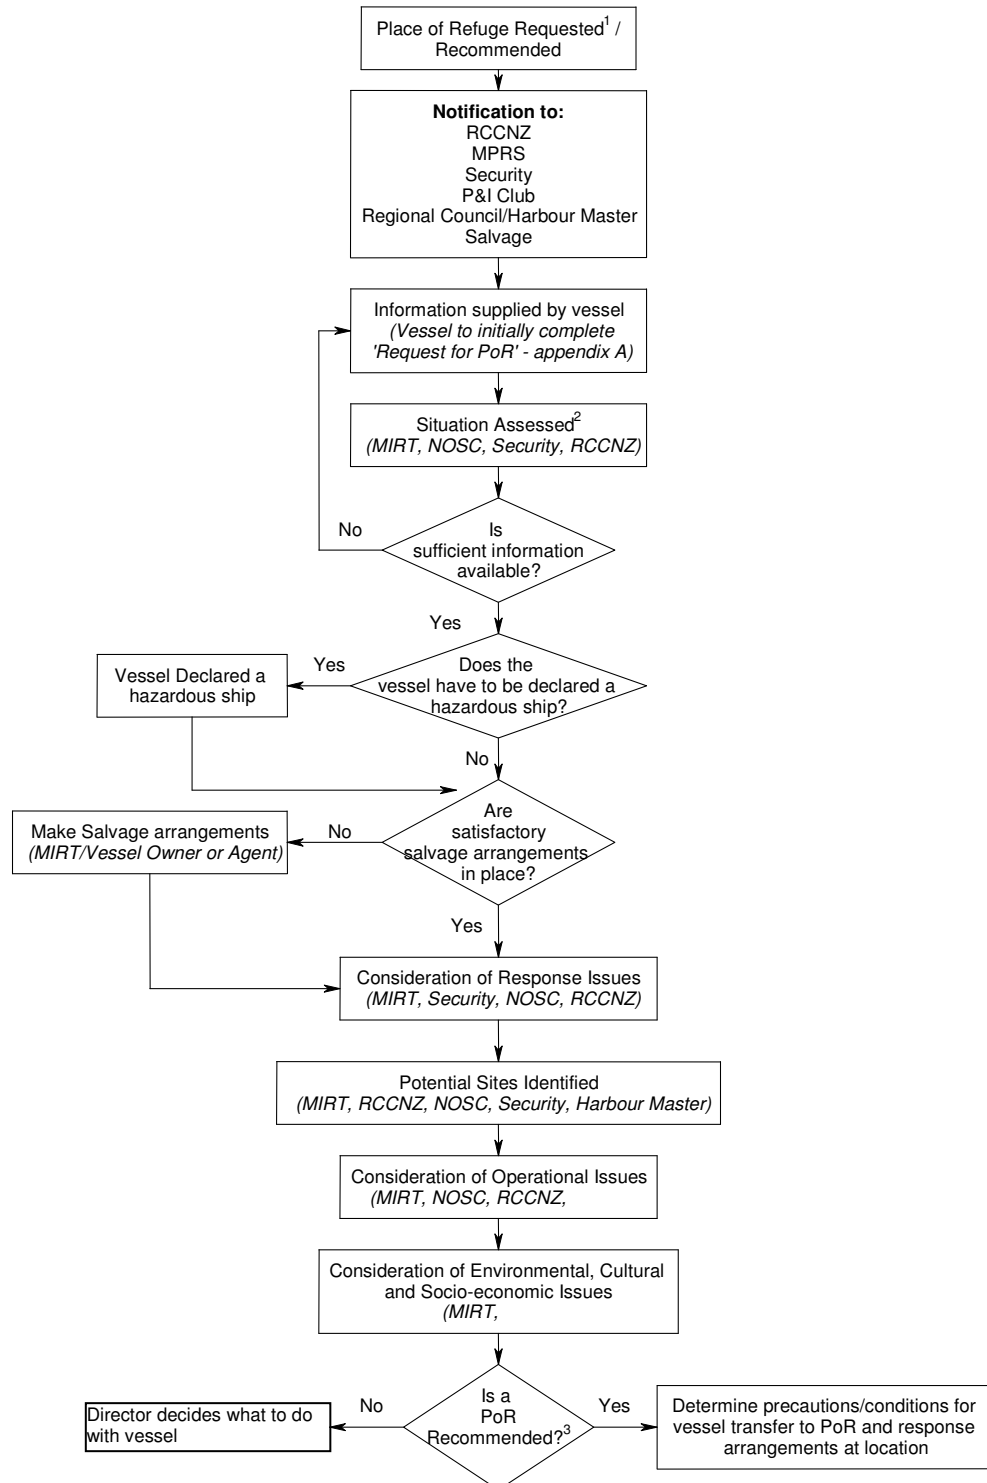 Place of Refuge Requested1 /
Recommended
Notification to:
RCCNZ
MPRS
Security
P&I Club
Regional Council/Harbour Master
Salvage
Information supplied by vessel
(Vessel to initially complete
'Request for PoR' - appendix A)
Situation Assessed2
(MIRT, NOSC, Security, RCCNZ)
No
Is
sufficient information
available?
Yes
Yes
Does the
vessel have to be declared a
hazardous ship?
Vessel Declared a
hazardous ship
No
Are
satisfactory
salvage arrangements
in place?
No
Make Salvage arrangements
(MIRT/Vessel Owner or Agent)
Yes
Consideration of Response Issues
(MIRT, Security, NOSC, RCCNZ)
Potential Sites Identified
(MIRT, RCCNZ, NOSC, Security, Harbour Master)
Consideration of Operational Issues
(MIRT, NOSC, RCCNZ,
Consideration of Environmental, Cultural
and Socio-economic Issues
(MIRT,
No
Is a
PoR
Recommended?3
Yes
Director decides what to do
with vessel
Determine precautions/conditions for
vessel transfer to PoR and response
arrangements at location